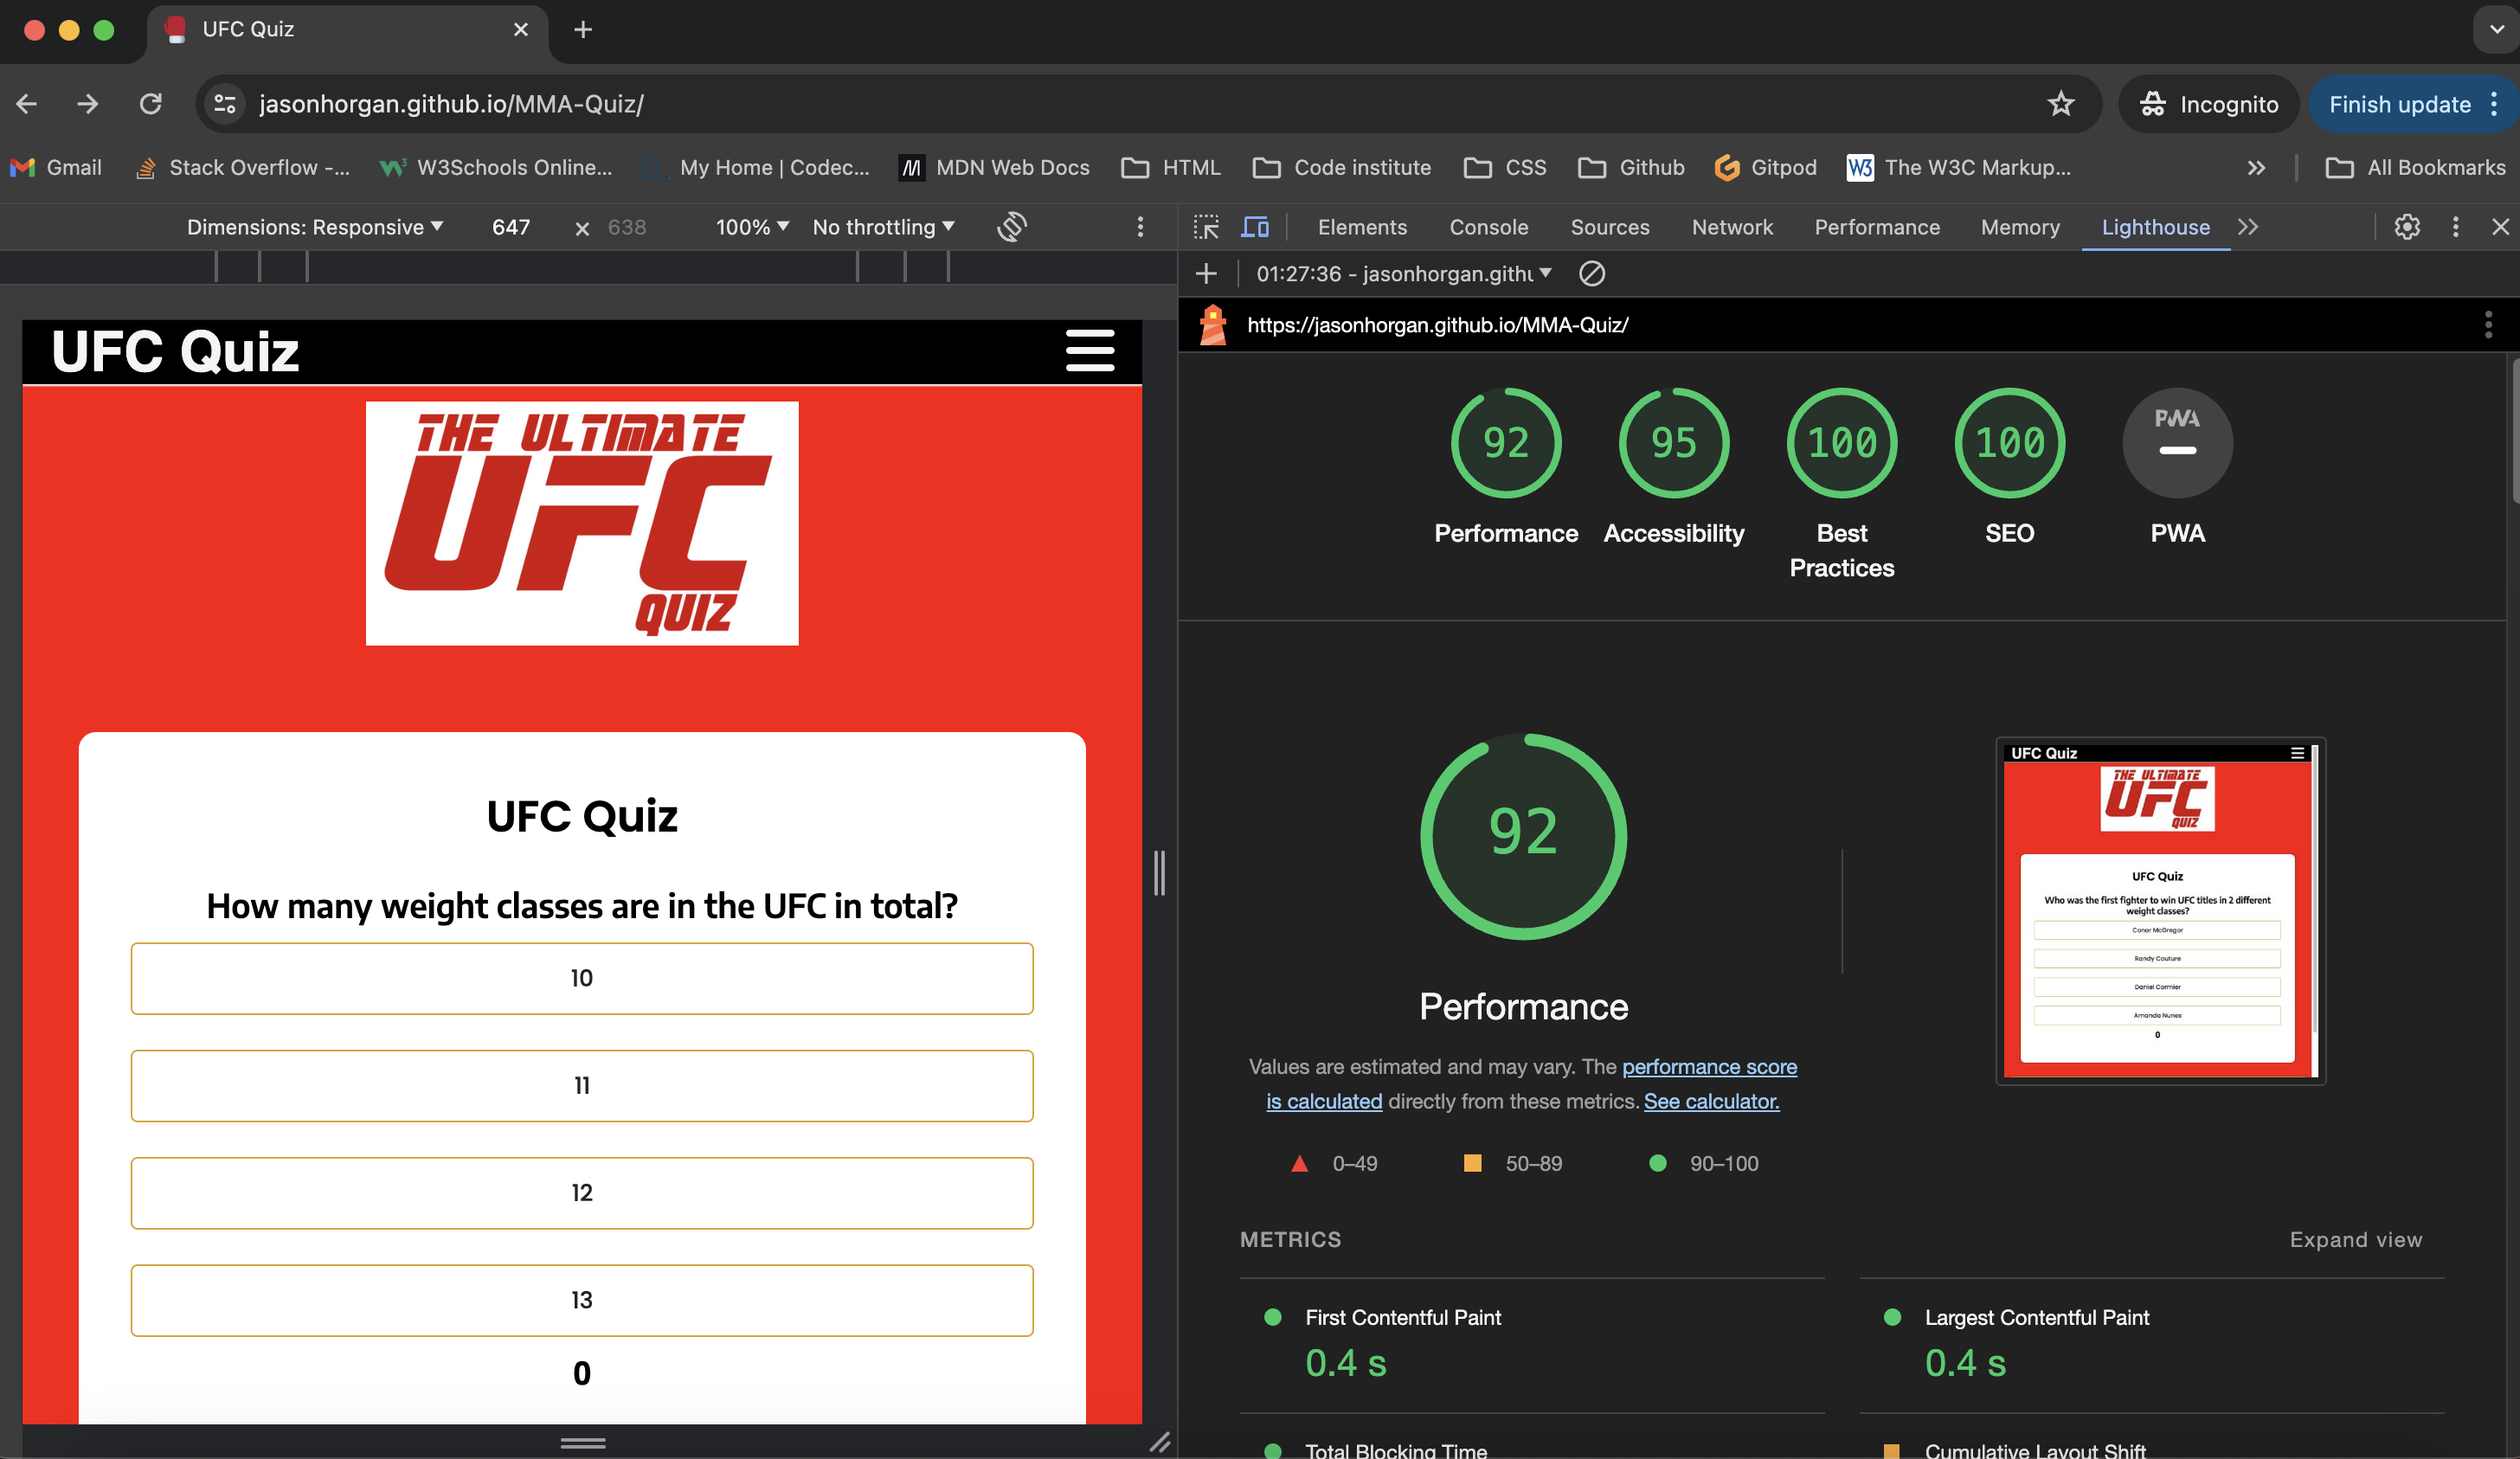 UFC Quiz
jasonhorgan.github.io/MMA-Quiz/
Incognito
Finish update
Gmail
Stack Overflow -...
W3Schools Online...
My Home | Codec...
MDN Web Docs
HTML
Code institute
CSS
Github
Gitpod
The W3C Markup...
All Bookmarks
Dimensions: Responsive
647
x
638
100%
No throttling
Elements
Console
Sources
Network
Performance
Memory
Lighthouse
01:27:36 - jasonhorgan.githu
https://jasonhorgan.github.io/MMA-Quiz/
UFC Quiz
THE ULTIMATE
UFC
QUIZ
UFC Quiz
How many weight classes are in the UFC in total?
10
11
12
13
0
92
Performance
95
Accessibility
100
Best
Practices
100
SEO
PWA
PWA
92
Performance
Values are estimated and may vary. The performance score
is calculated directly from these metrics. See calculator.
0–49
50–89
90–100
UFC Quiz
THE ULTIMATE
UFC
QUIZ
UFC Quiz
Who was the first fighter to win UFC titles in 2 different
weight classes?
Conor McGregor
Randy Couture
Daniel Cormier
Amanda Nunes
0
METRICS
Expand view
First Contentful Paint
0.4 s
Largest Contentful Paint
0.4 s
Total Blocking Time
Cumulative Layout Shift